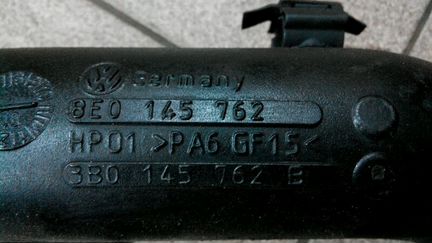 Germany
8E0 145 762
HP01 >PA6 GF15<
3B0 145 762 B